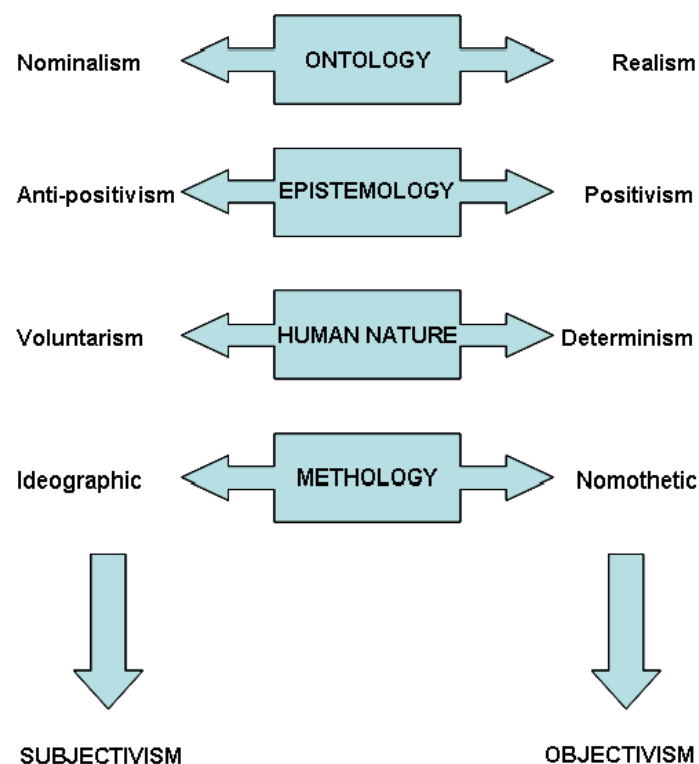 Nominalism ONTOLOGY Realism
Anti-positivism EPISTEMOLOGY Positivism
Voluntarism HUMAN NATURE Determinism
Ideographic METHOLOGY Nomothetic
SUBJECTIVISM OBJECTIVISM